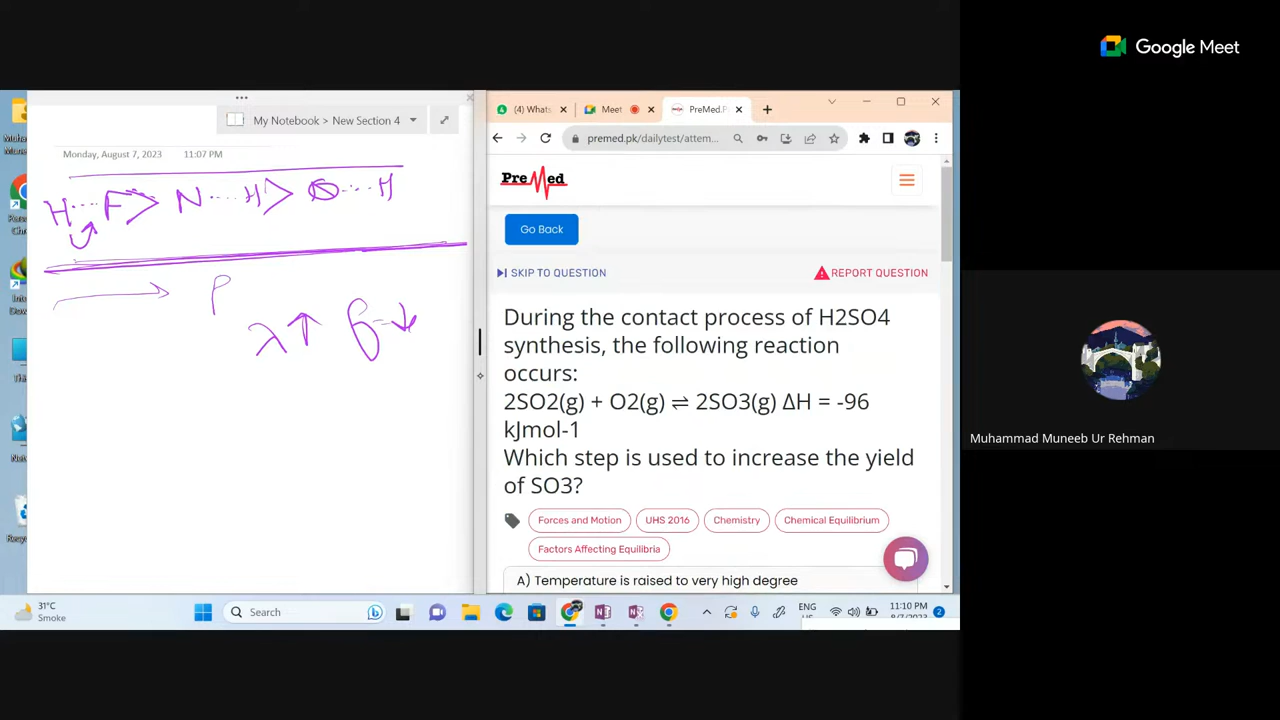 Google Meet
My Notebook > New Section 4
(4) Whats
Meet
PreMed.P
premed.pk/dailytest/attem...
Monday, August 7, 2023 11:07 PM
PreMed
H....F > N....H > O....H
Go Back
SKIP TO QUESTION
REPORT QUESTION
P
λ↑
During the contact process of H2SO4
synthesis, the following reaction
occurs:
2SO2(g) + O2(g) ⇌ 2SO3(g) ΔH = -96
kJmol-1
Which step is used to increase the yield
of SO3?
Forces and Motion
UHS 2016
Chemistry
Chemical Equilibrium
Factors Affecting Equilibria
A) Temperature is raised to very high degree
Muhammad Muneeb Ur Rehman
31°C
Smoke
Search
ENG
11:10 PM
8/7/2023
2